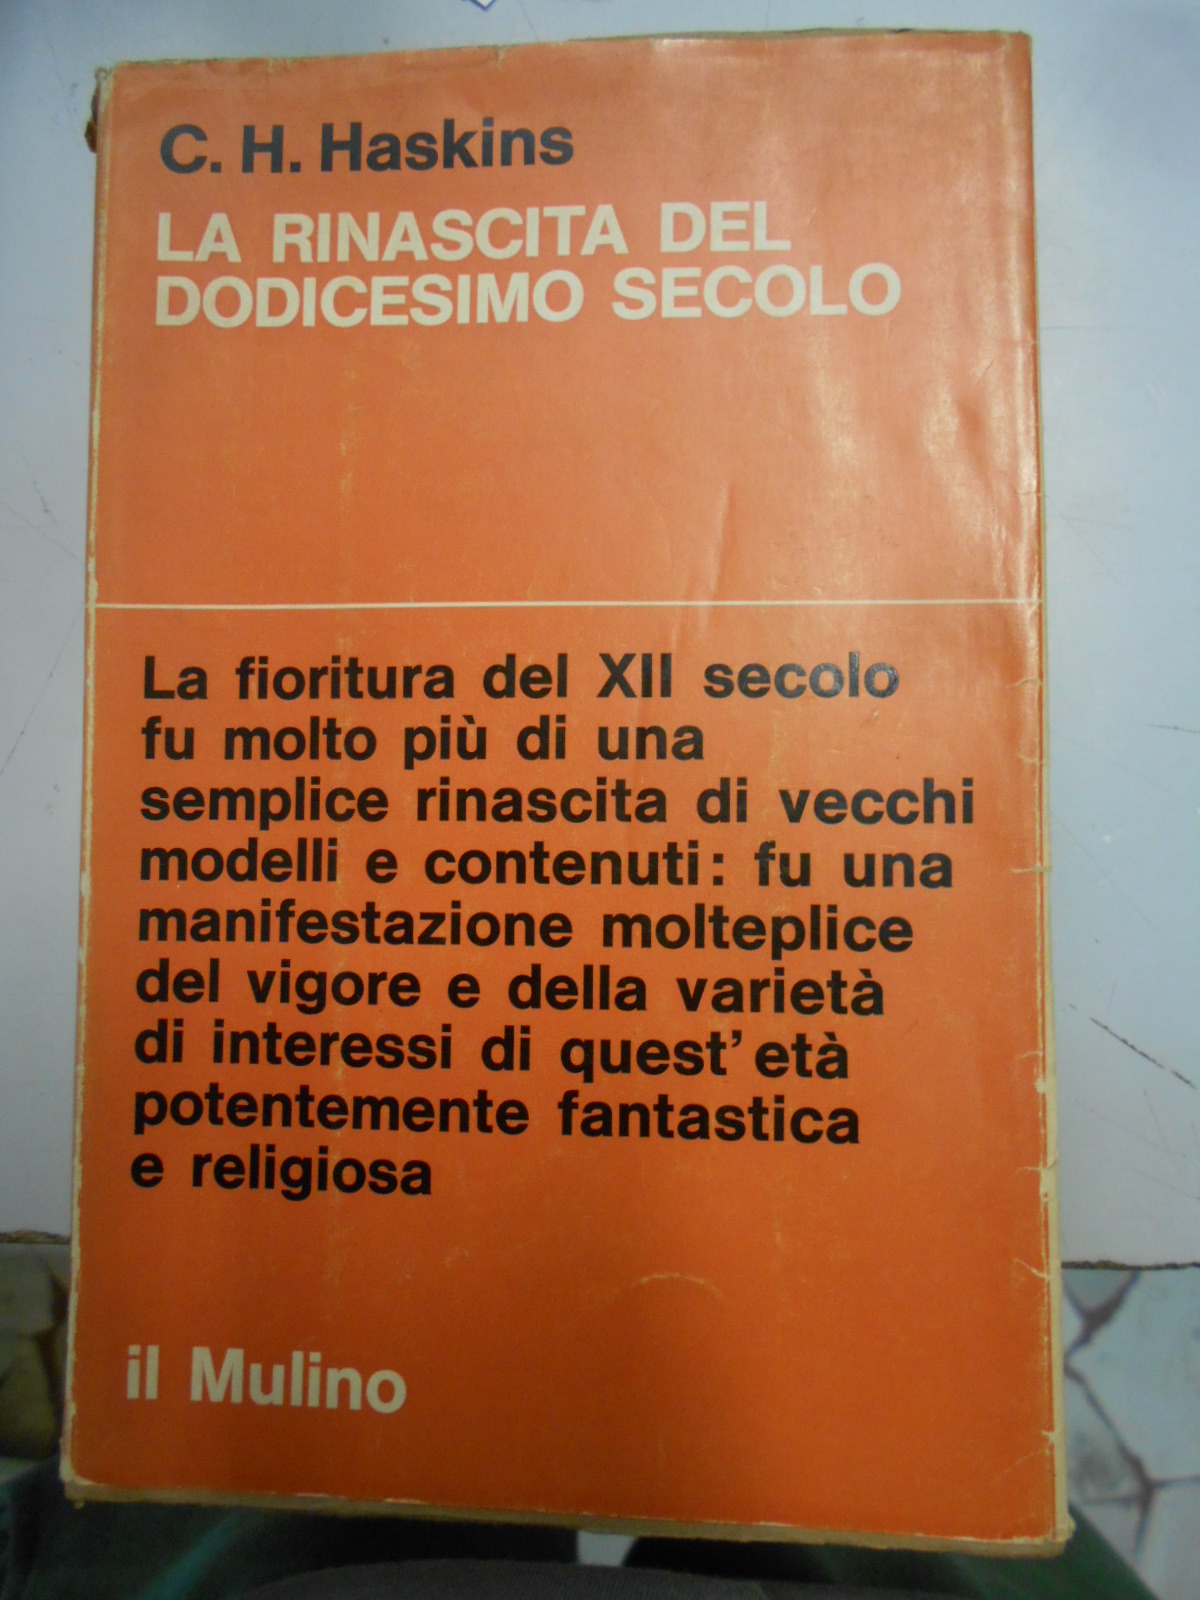 C. H. Haskins
LA RINASCITA DEL
DODICESIMO SECOLO
La fioritura del XII secolo
fu molto più di una
semplice rinascita di vecchi
modelli e contenuti: fu una
manifestazione molteplice
del vigore e della varietà
di interessi di quest'età
potentemente fantastica
e religiosa
il Mulino